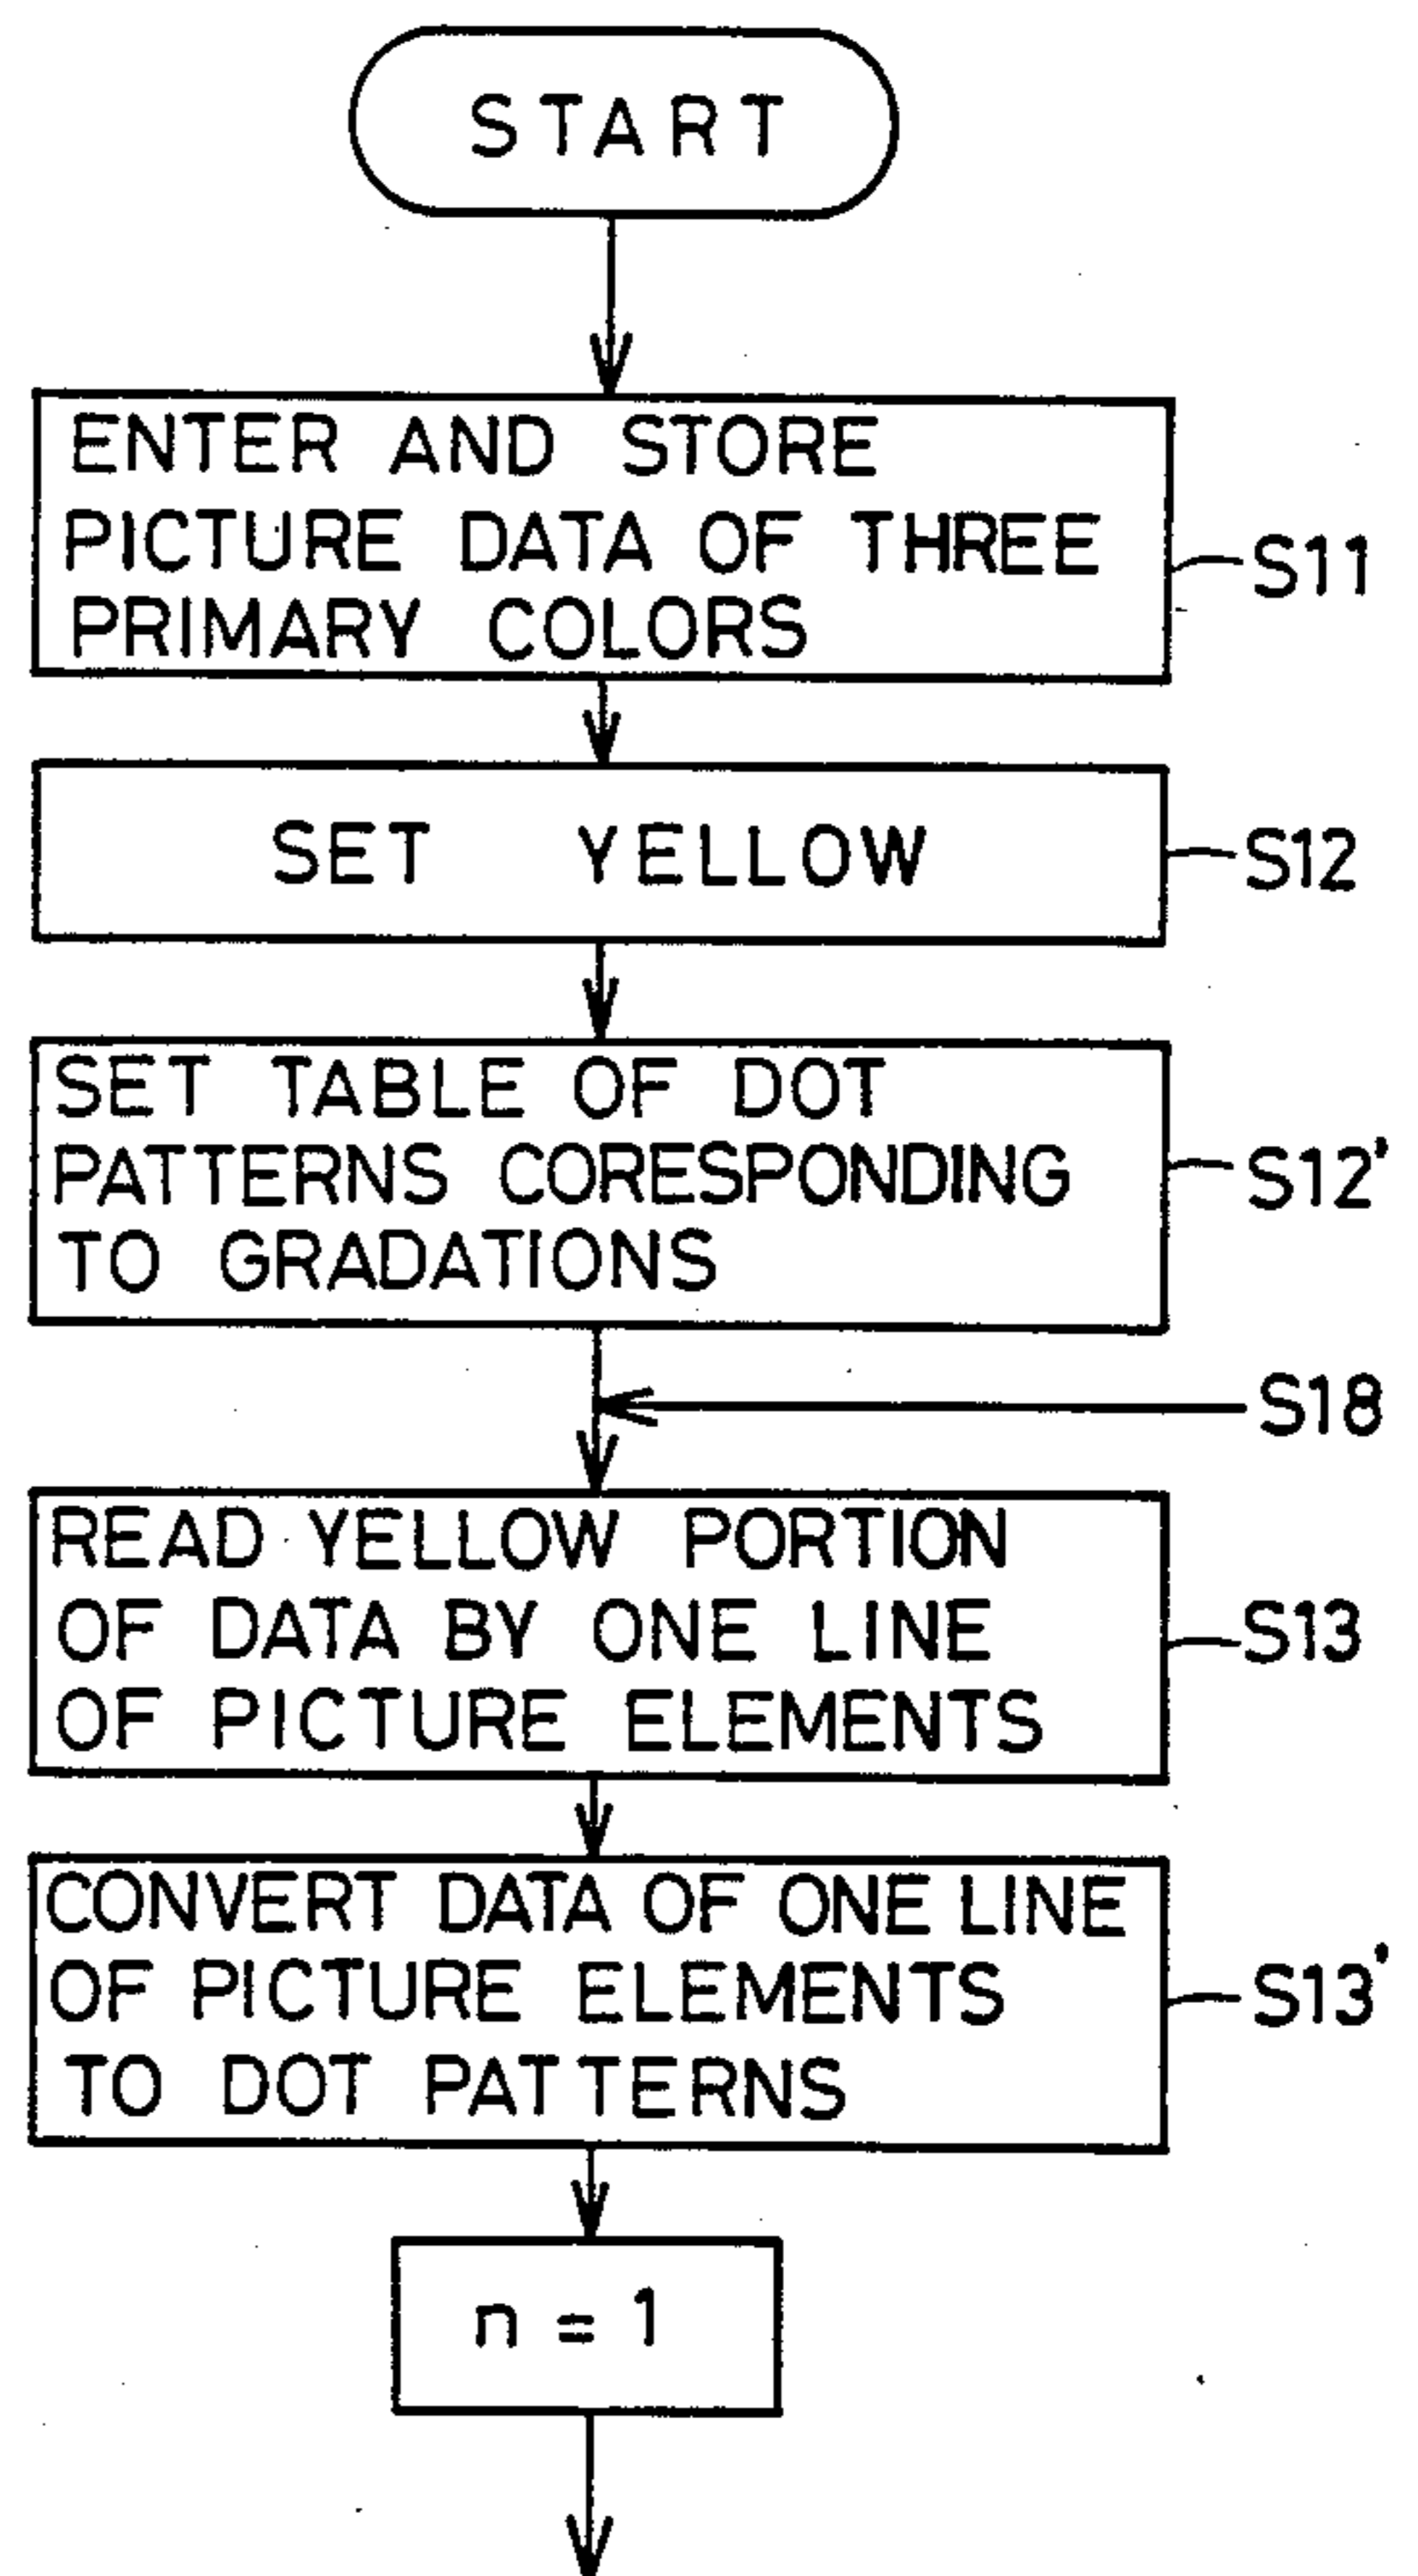 START
ENTER AND STORE
PICTURE DATA OF THREE
PRIMARY COLORS
S11
SET YELLOW
S12
SET TABLE OF DOT
PATTERNS CORESPONDING
TO GRADATIONS
S12'
S18
READ YELLOW PORTION
OF DATA BY ONE LINE
OF PICTURE ELEMENTS
S13
CONVERT DATA OF ONE LINE
OF PICTURE ELEMENTS
TO DOT PATTERNS
S13'
n = 1